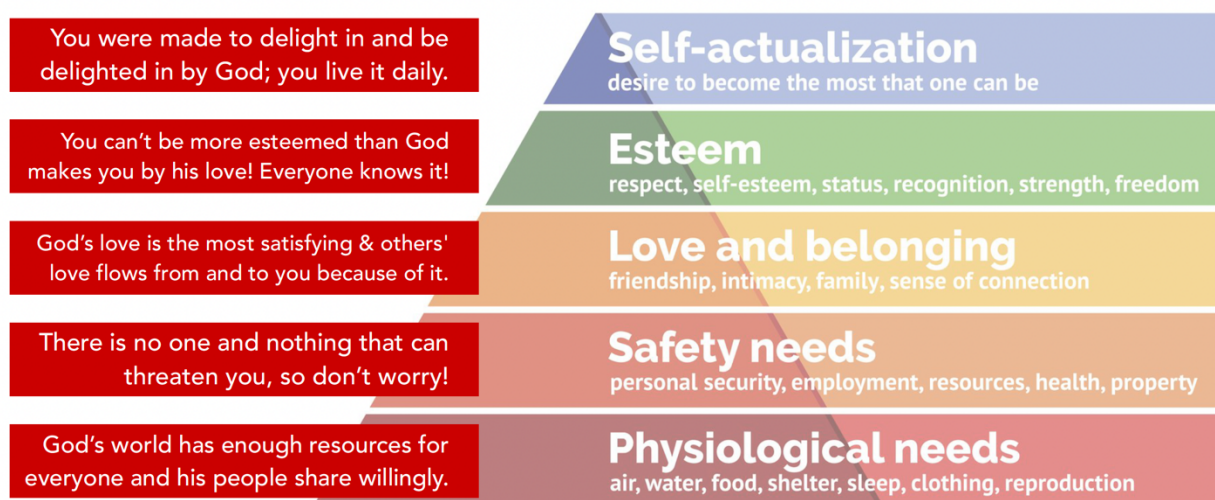 You were made to delight in and be
delighted in by God; you live it daily.
Self-actualization
desire to become the most that one can be
You can’t be more esteemed than God
makes you by his love! Everyone knows it!
Esteem
respect, self-esteem, status, recognition, strength, freedom
God’s love is the most satisfying & others'
love flows from and to you because of it.
Love and belonging
friendship, intimacy, family, sense of connection
There is no one and nothing that can
threaten you, so don’t worry!
Safety needs
personal security, employment, resources, health, property
God’s world has enough resources for
everyone and his people share willingly.
Physiological needs
air, water, food, shelter, sleep, clothing, reproduction